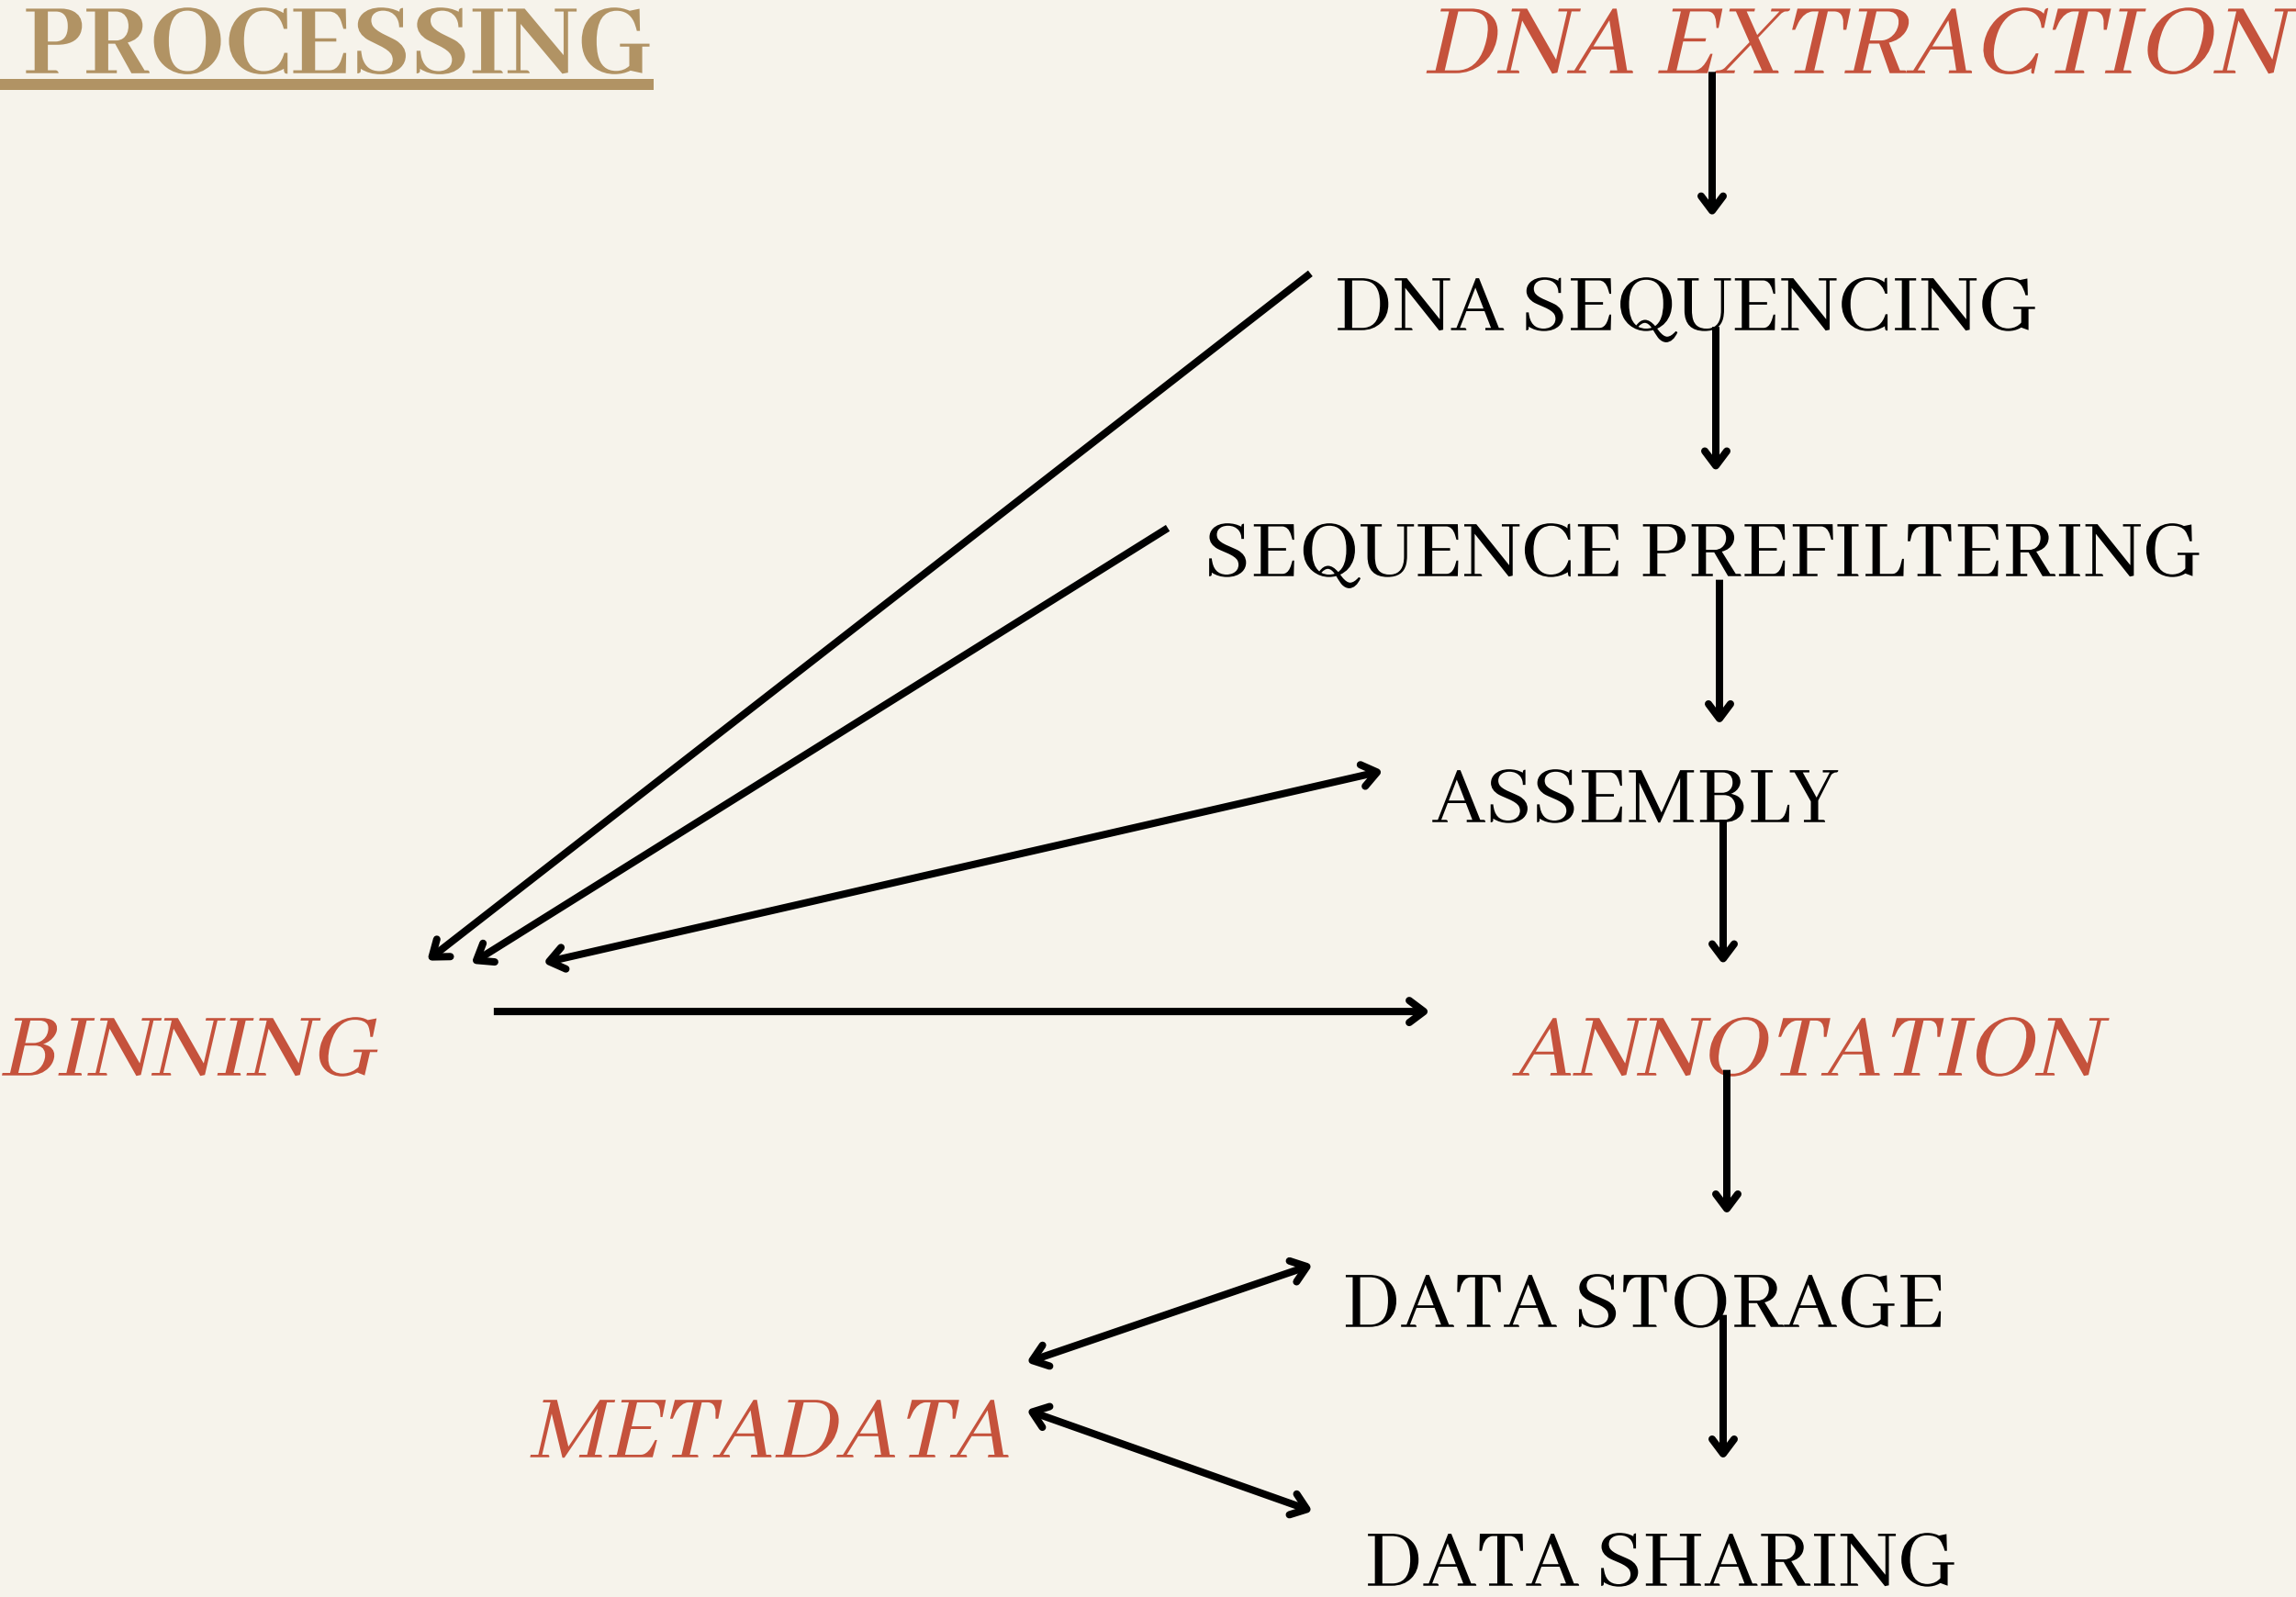 PROCESSING
DNA EXTRACTION
DNA SEQUENCING
SEQUENCE PREFILTERING
ASSEMBLY
BINNING
ANNOTATION
DATA STORAGE
METADATA
DATA SHARING